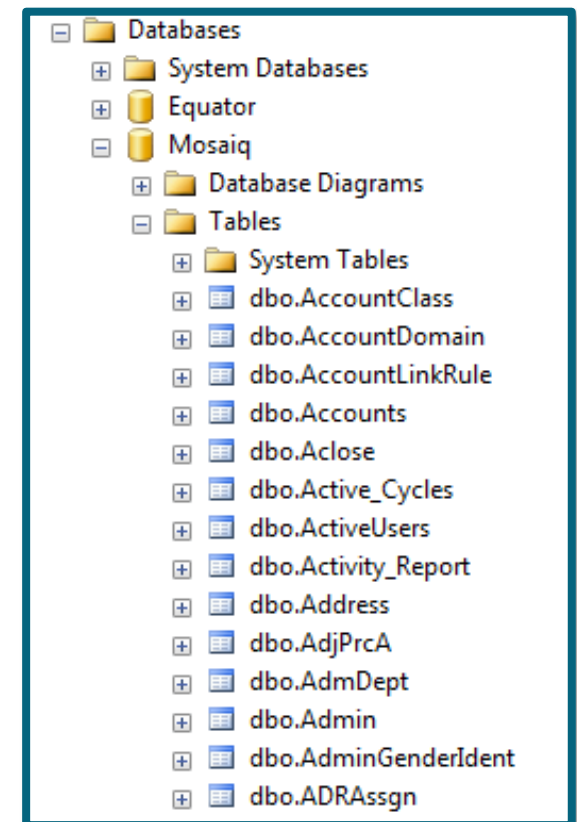 Databases
System Databases
Equator
Mosaiq
Database Diagrams
Tables
System Tables
dbo.AccountClass
dbo.AccountDomain
dbo.AccountLinkRule
dbo.Accounts
dbo.Aclose
dbo.Active_Cycles
dbo.ActiveUsers
dbo.Activity_Report
dbo.Address
dbo.AdjPrcA
dbo.AdmDept
dbo.Admin
dbo.AdminGenderIdent
dbo.ADRAssgn